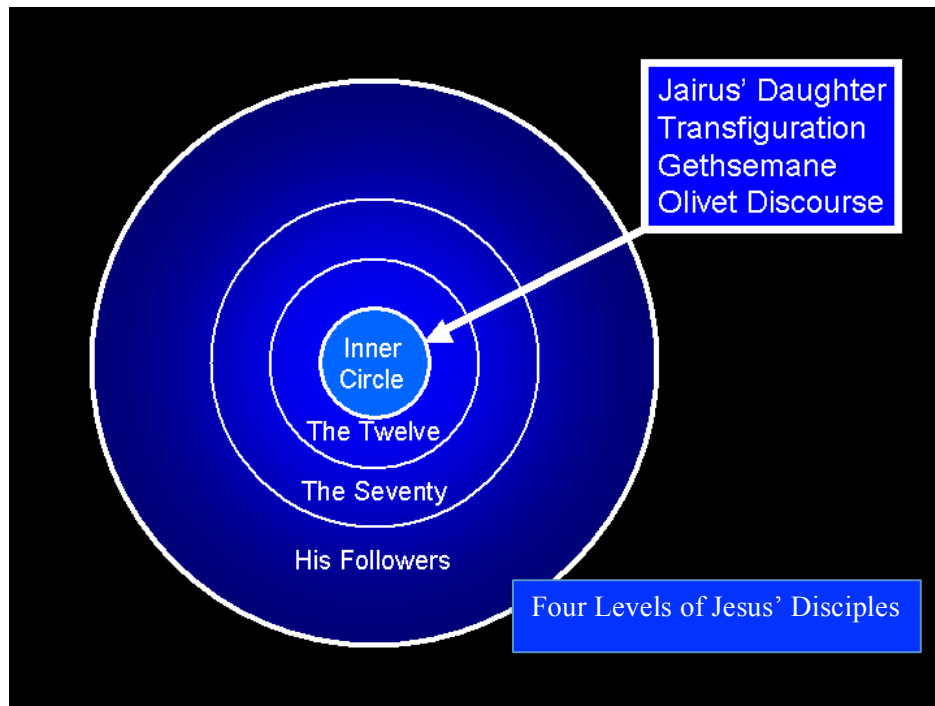 Jairus’ Daughter
Transfiguration
Gethsemane
Olivet Discourse
Inner
Circle
The Twelve
The Seventy
His Followers
Four Levels of Jesus’ Disciples